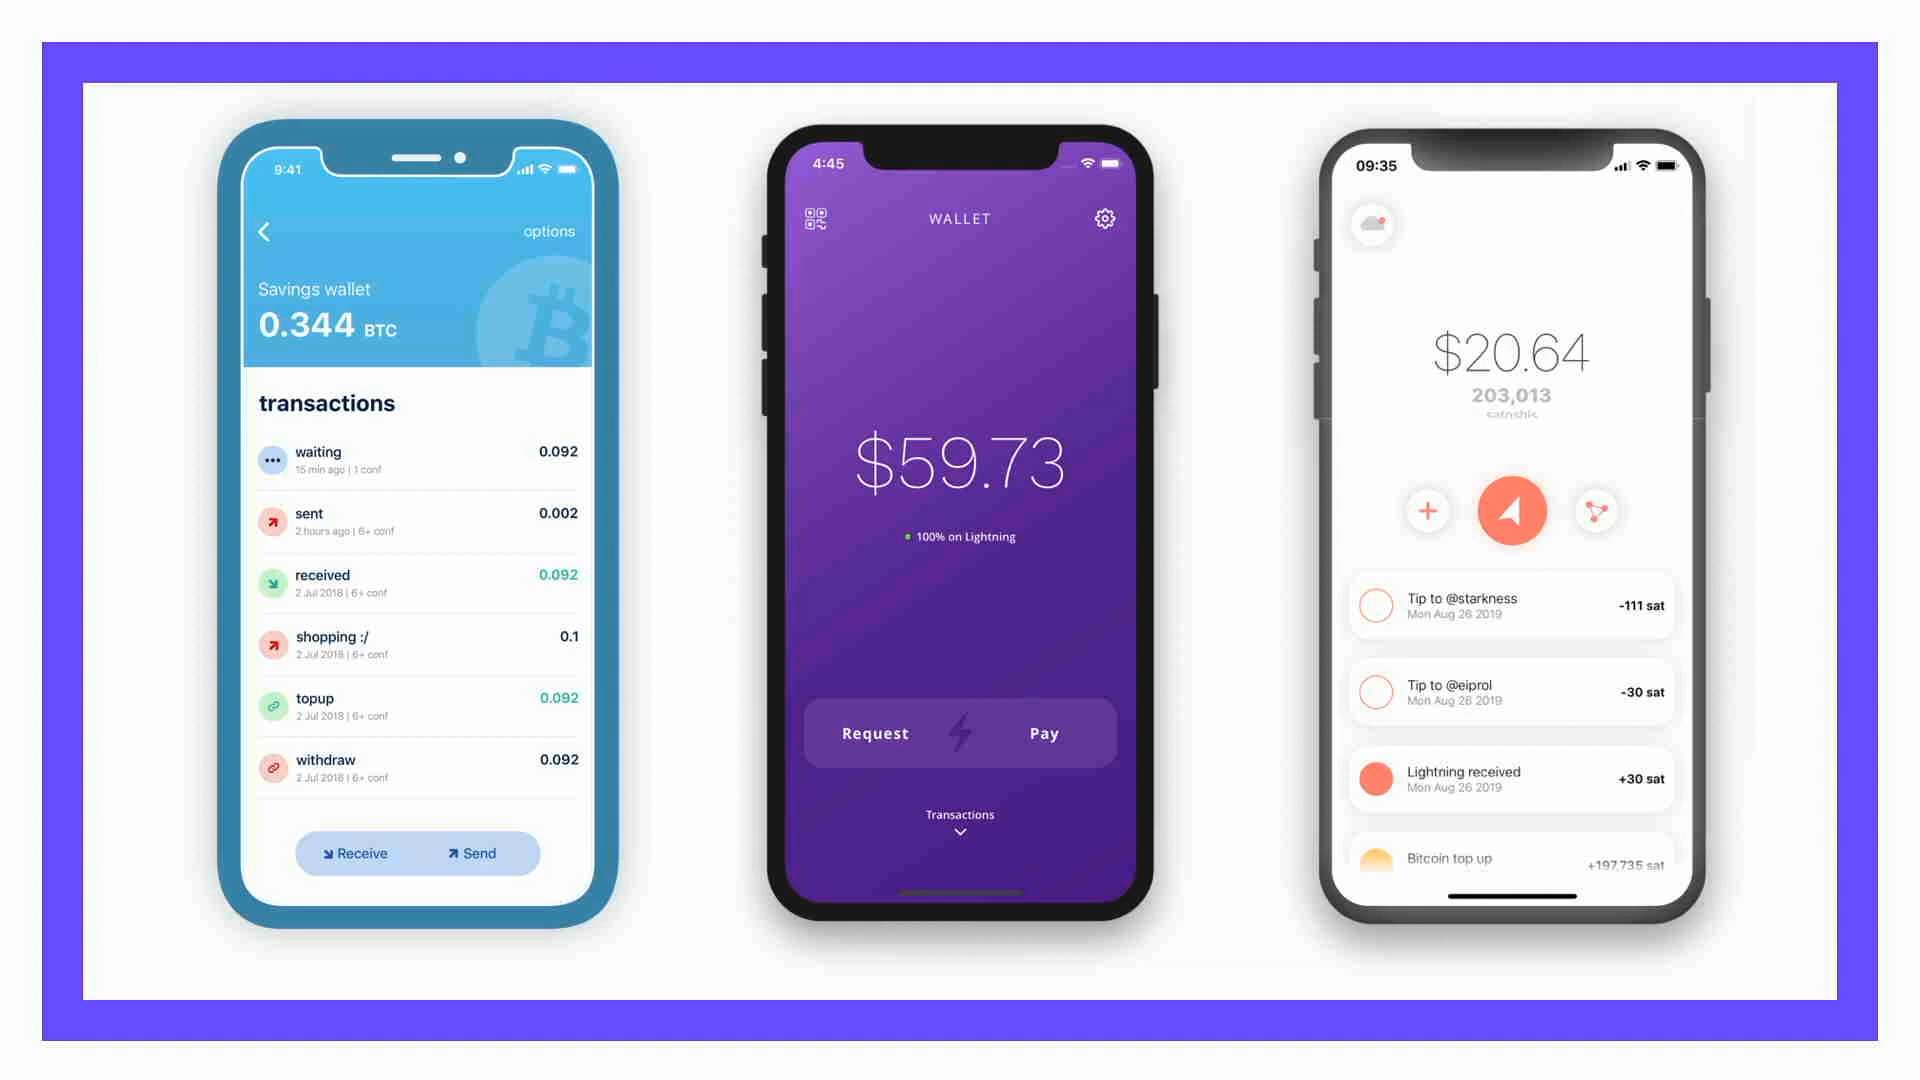 9:41
options
Savings wallet
0.344 BTC
transactions
waiting
0.092
15 min ago | 1 conf
sent
0.002
2 hours ago | 6+ conf
received
0.092
2 Jul 2018 | 6+ conf
shopping :/
0.1
2 Jul 2018 | 6+ conf
topup
0.092
2 Jul 2018 | 6+ conf
withdraw
0.092
2 Jul 2018 | 6+ conf
Receive
Send
4:45
WALLET
$59.73
100% on Lightning
Request
Pay
Transactions
09:35
$20.64
203,013
Tip to @starkness
Mon Aug 26 2019
-111 sat
Tip to @eiprol
Mon Aug 26 2019
-30 sat
Lightning received
Mon Aug 26 2019
+30 sat
Bitcoin top up
+197,735 sat